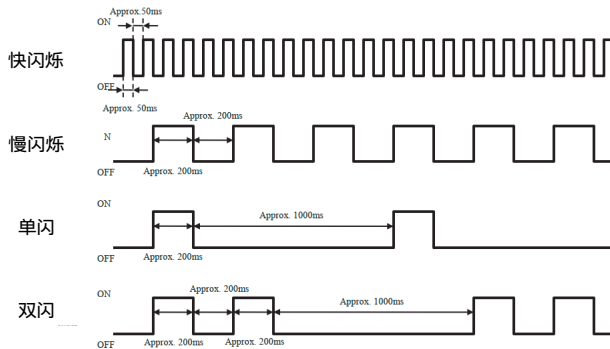 Approx.50ms
ON
快闪烁
OFF
Approx. 50ms
Approx. 200ms
慢闪烁
N
OFF
Approx. 200ms
ON
单闪
Approx. 1000ms
OFF
Approx. 200ms
ON
Approx. 200ms
双闪
Approx. 1000ms
OFF
Approx. 200ms
Approx. 200ms